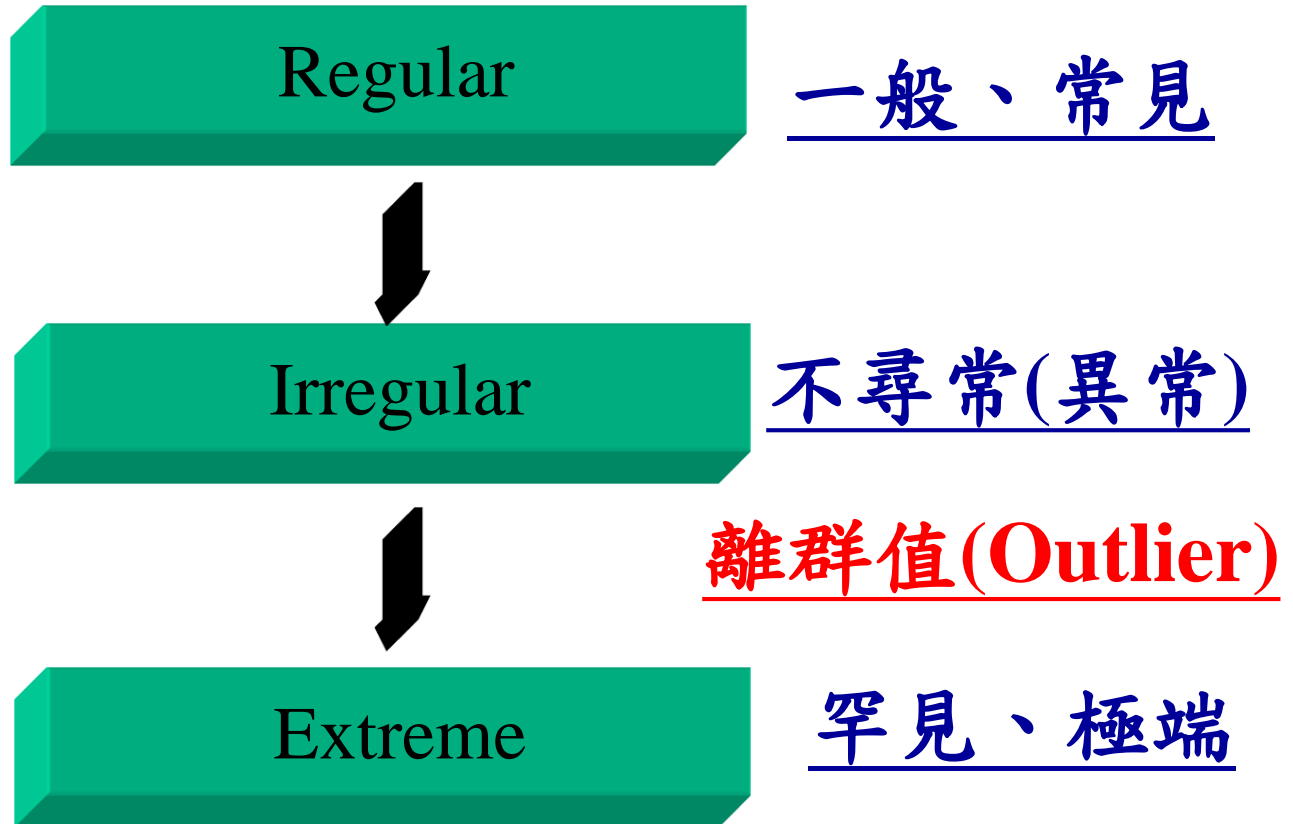 Regular
一般、常見
Irregular
不尋常(異常)
離群值(Outlier)
Extreme
罕見、極端